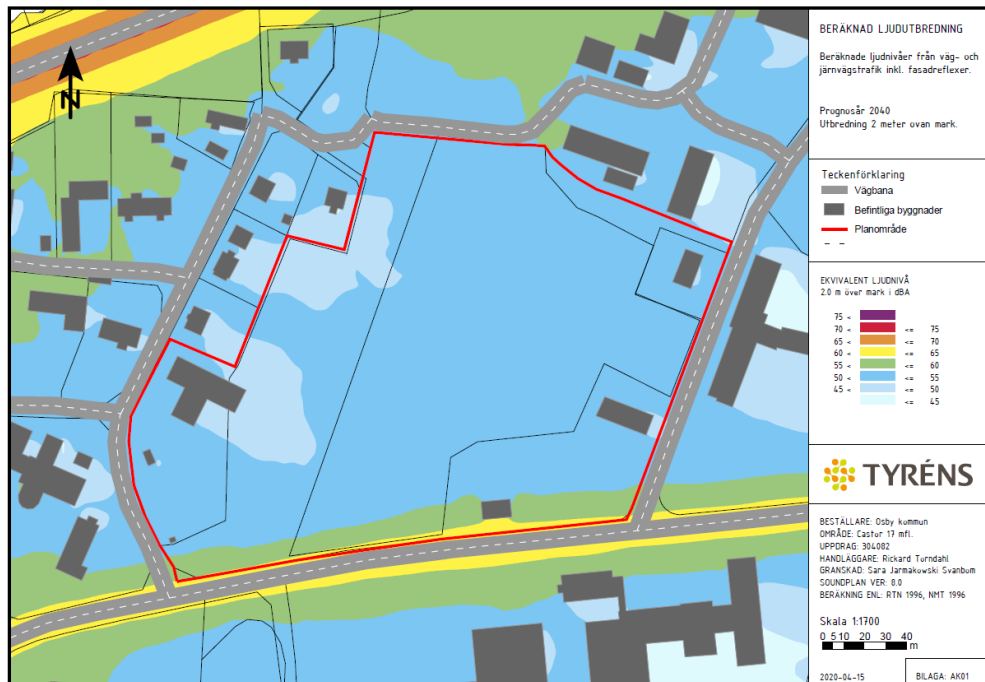 N
BERÄKNAD LJUDUTBREDNING
Beräknade ljudnivåer från väg- och
järnvägstrafik inkl. fasadreflexer.
Prognosår 2040
Utbredning 2 meter ovan mark.
Teckenförklaring
Vägbana
Befintliga byggnader
Planområde
EKVIVALENT LJUDNIVÅ
2.0 m över mark i dBA
75 <
70 < <= 75
65 < <= 70
60 < <= 65
55 < <= 60
50 < <= 55
45 < <= 50
<= 45
TYRÉNS
BESTÄLLARE: Osby kommun
OMRÅDE: Castor 17 mfl.
UPPDRAG: 304082
HANDLÄGGARE: Rickard Torndahl
GRANSKAD: Sara Jarmakowski Svanbom
SOUNDPLAN VER: 8.0
BERÄKNING ENL: RTN 1996, NMT 1996
Skala 1:1700
0 5 10 20 30 40
m
2020-04-15
BILAGA: AK01